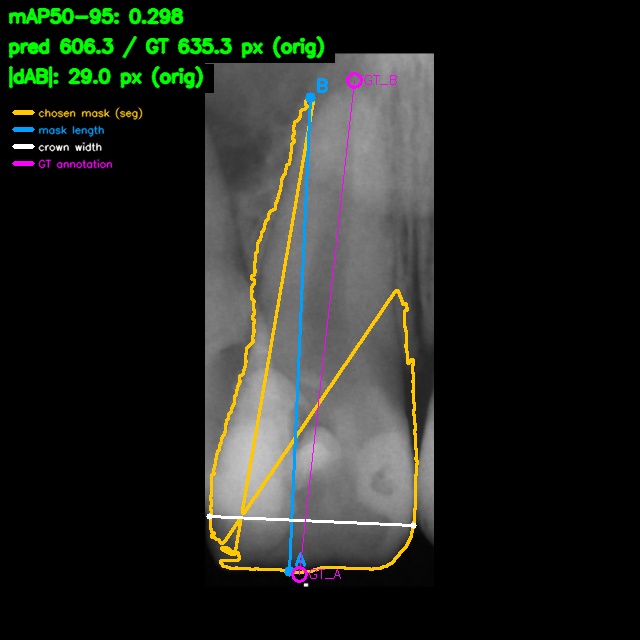 mAP50-95: 0.298
pred 606.3 / GT 635.3 px (orig)
|dAB|: 29.0 px (orig)
chosen mask (seg)
mask length
crown width
GT annotation
B
GT_B
A
GT_A